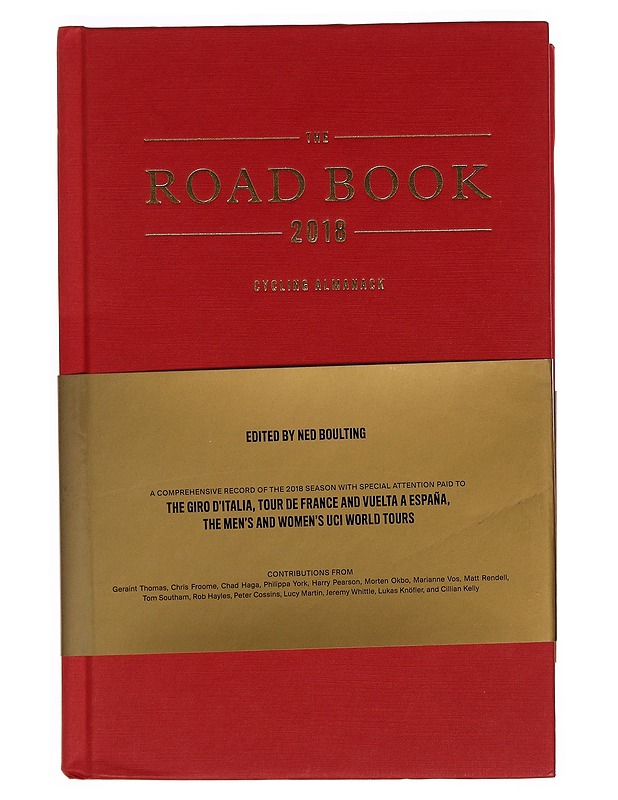 THE
ROAD BOOK
2018
CYCLING ALMANACK
EDITED BY NED BOULTING
A COMPREHENSIVE RECORD OF THE 2018 SEASON WITH SPECIAL ATTENTION PAID TO
THE GIRO D'ITALIA, TOUR DE FRANCE AND VUELTA A ESPAÑA,
THE MEN'S AND WOMEN'S UCI WORLD TOURS
CONTRIBUTIONS FROM
Geraint Thomas, Chris Froome, Chad Haga, Philippa York, Harry Pearson, Morten Okbo, Marianne Vos, Matt Rendell,
Tom Southam, Rob Hayles, Peter Cossins, Lucy Martin, Jeremy Whittle, Lukas Knöfler, and Cillian Kelly